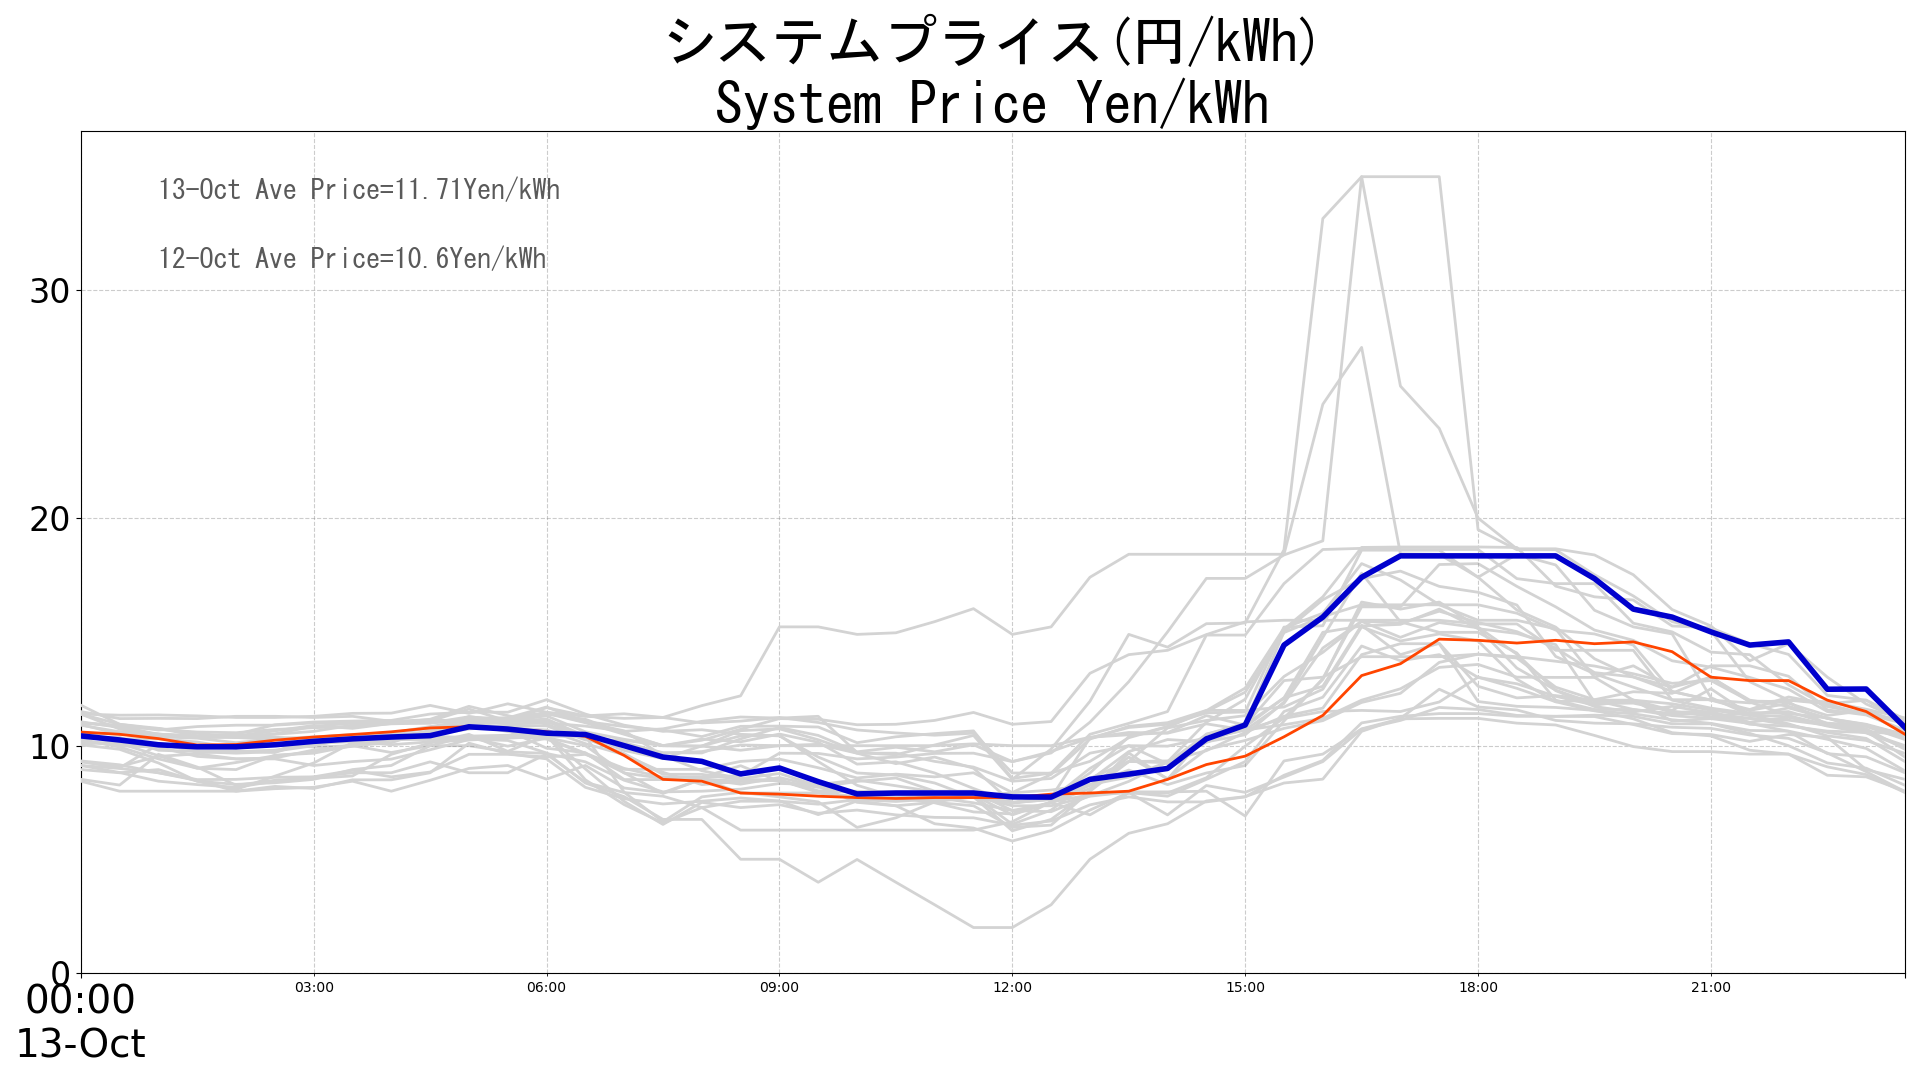 システムプライス(円/kWh)
System Price Yen/kWh
13-Oct Ave Price=11.71Yen/kWh
12-Oct Ave Price=10.6Yen/kWh
30
20
10
0
00:00 03:00 06:00 09:00 12:00 15:00 18:00 21:00
13-Oct